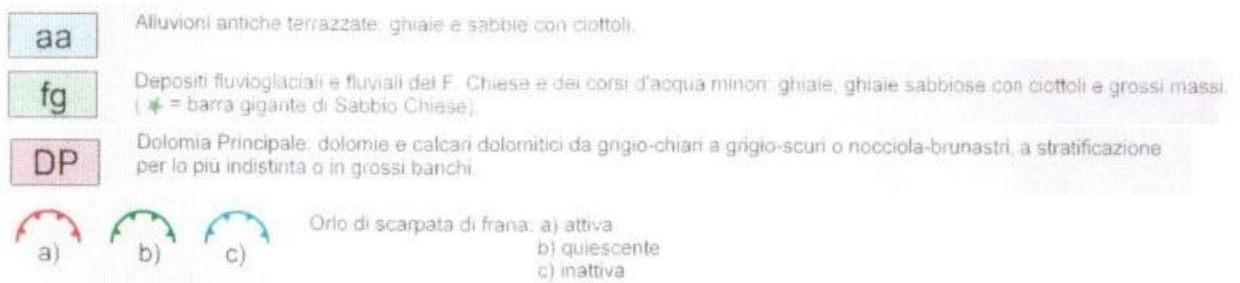 aa Alluvioni antiche terrazzate: ghiaie e sabbie con ciottoli.
fg Depositi fluvioglaciali e fluviali del F. Chiese e dei corsi d'acqua minori: ghiaie, ghiaie sabbiose con ciottoli e grossi massi.
( = barra gigante di Sabbio Chiese).
DP Dolomia Principale: dolomie e calcari dolomitici da grigio-chiari a grigio-scuri o nocciola-brunastri, a stratificazione
per lo più indistinta o in grossi banchi.
a) b) c) Orlo di scarpata di frana: a) attiva
b) quiescente
c) inattiva